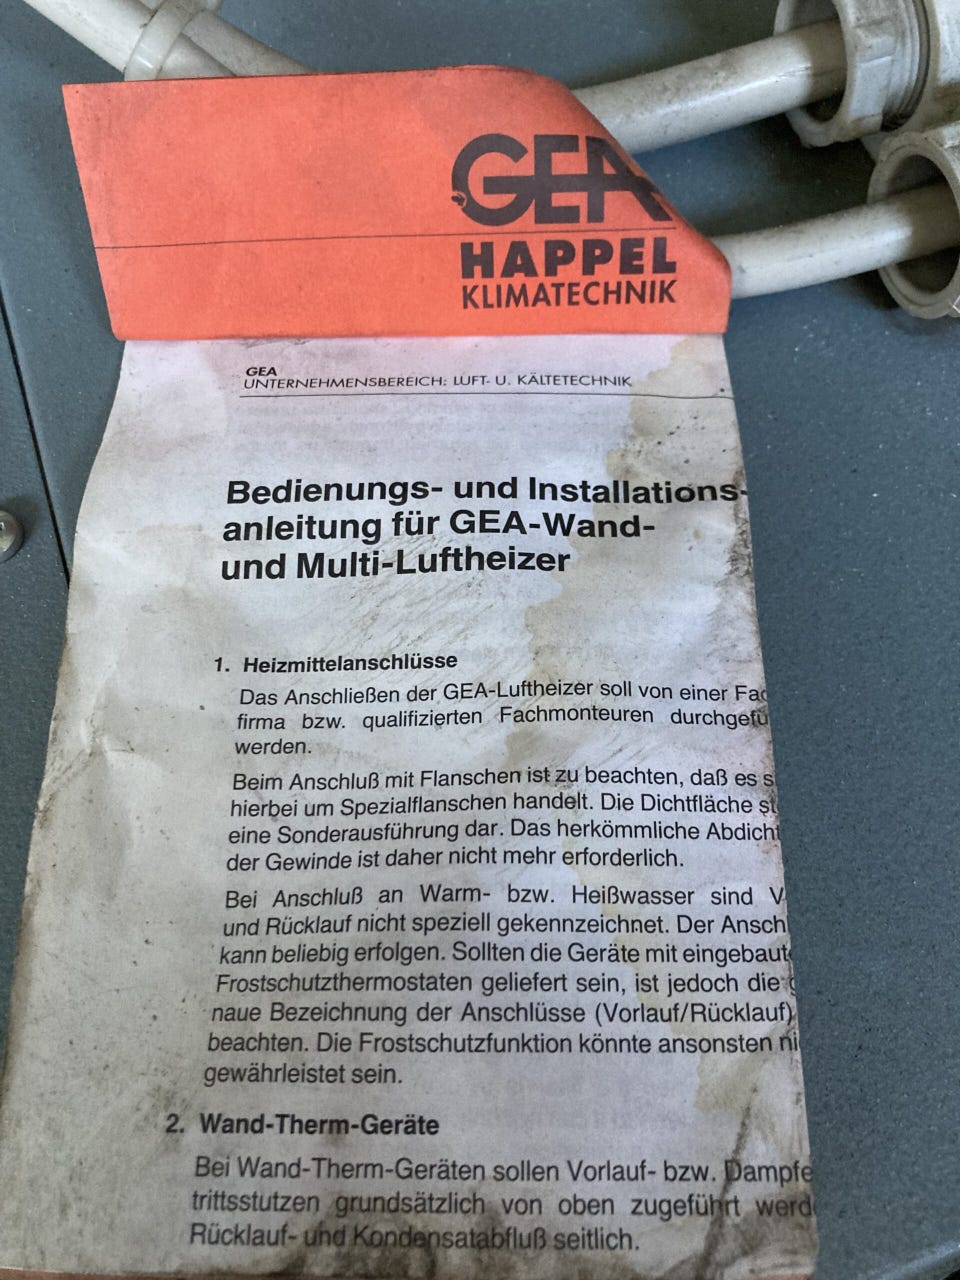 GEA
HAPPEL
KLIMATECHNIK
GEA
UNTERNEHMENSBEREICH: LUFT- U. KÄLTETECHNIK
Bedienungs- und Installations-
anleitung für GEA-Wand-
und Multi-Luftheizer
1. Heizmittelanschlüsse
Das Anschließen der GEA-Luftheizer soll von einer
firma bzw. qualifizierten Fachmonteuren
werden.
Beim Anschluß mit Flanschen ist zu beachten, daß es
hierbei um Spezialflanschen handelt. Die Dichtfläche
eine Sonderausführung dar. Das herkömmliche
der Gewinde ist daher nicht mehr erforderlich.
Bei Anschluß an Warm- bzw. Heißwasser sind
und Rücklauf nicht speziell gekennzeichnet. Der
kann beliebig erfolgen. Sollten die Geräte mit
Frostschutzthermostaten geliefert sein, ist jedoch die
naue Bezeichnung der Anschlüsse (Vorlauf/Rücklauf)
beachten. Die Frostschutzfunktion könnte ansonsten
gewährleistet sein.
2. Wand-Therm-Geräte
Bei Wand-Therm-Geräten sollen Vorlauf- bzw.
trittsstutzen grundsätzlich von oben zugeführt
Rücklauf- und Kondensatabfluß seitlich.